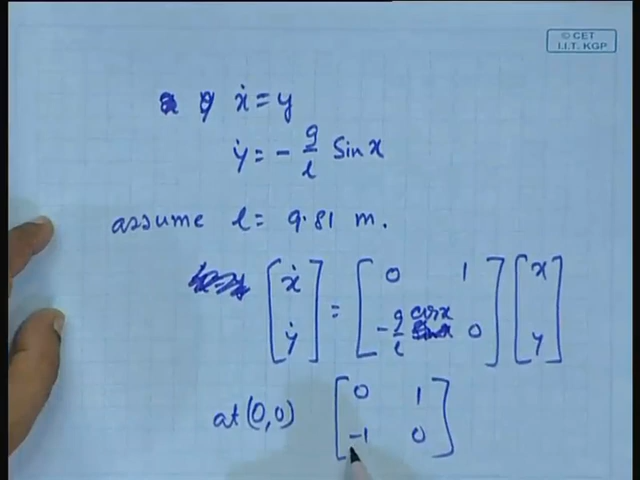 © CET
I.I.T. KGP
ẋ = y
ẏ = - g/l Sin x
assume l = 9.81 m.
[ẋ ẏ] = [0 1 -g/l cos x 0] [x y]
at (0,0) [0 1 -1 0]